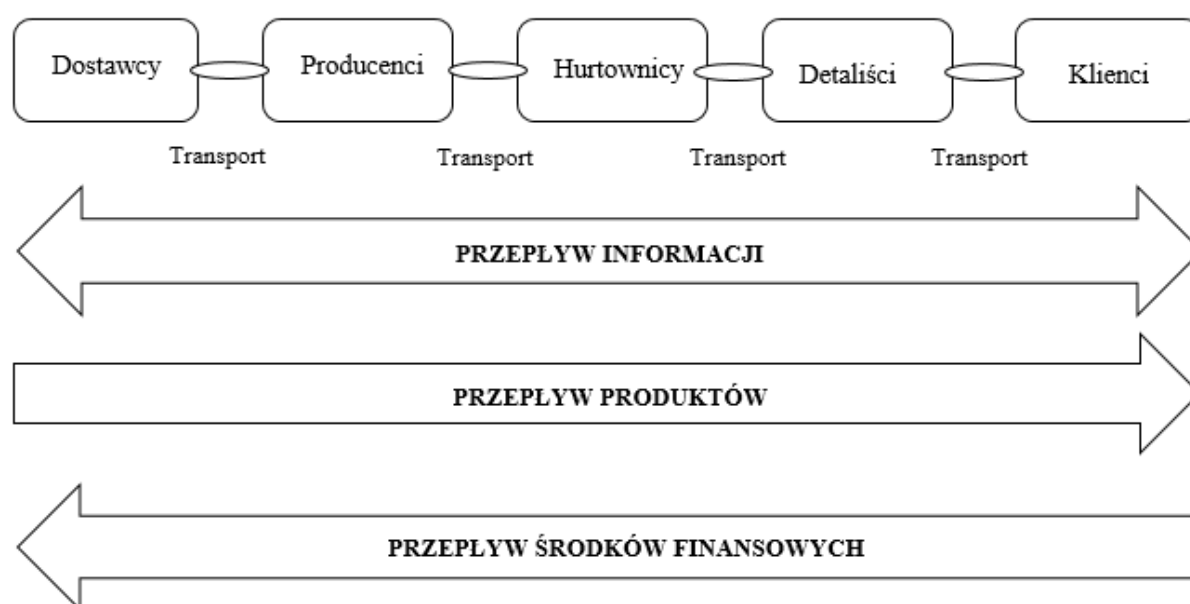 Dostawcy
Producenci
Hurtownicy
Detaliści
Klienci
Transport
Transport
Transport
Transport
PRZEPŁYW INFORMACJI
PRZEPŁYW PRODUKTÓW
PRZEPŁYW ŚRODKÓW FINANSOWYCH